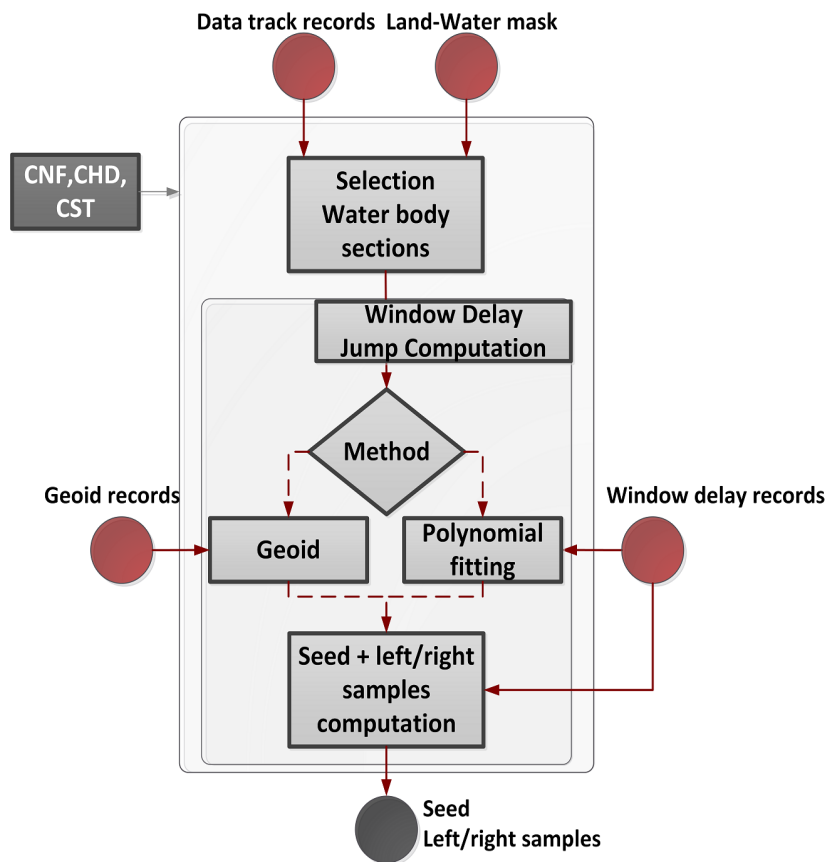 Data track records
Land-Water mask
CNF,CHD,
CST
Selection
Water body
sections
Window Delay
Jump Computation
Method
Geoid records
Window delay records
Geoid
Polynomial
fitting
Seed + left/right
samples
computation
Seed
Left/right samples